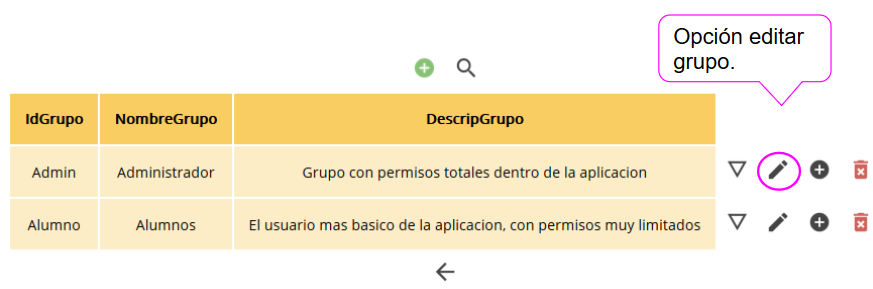 Opción editar
grupo.
IdGrupo NombreGrupo DescripGrupo
Admin Administrador Grupo con permisos totales dentro de la aplicacion
Alumno Alumnos El usuario mas basico de la aplicacion, con permisos muy limitados